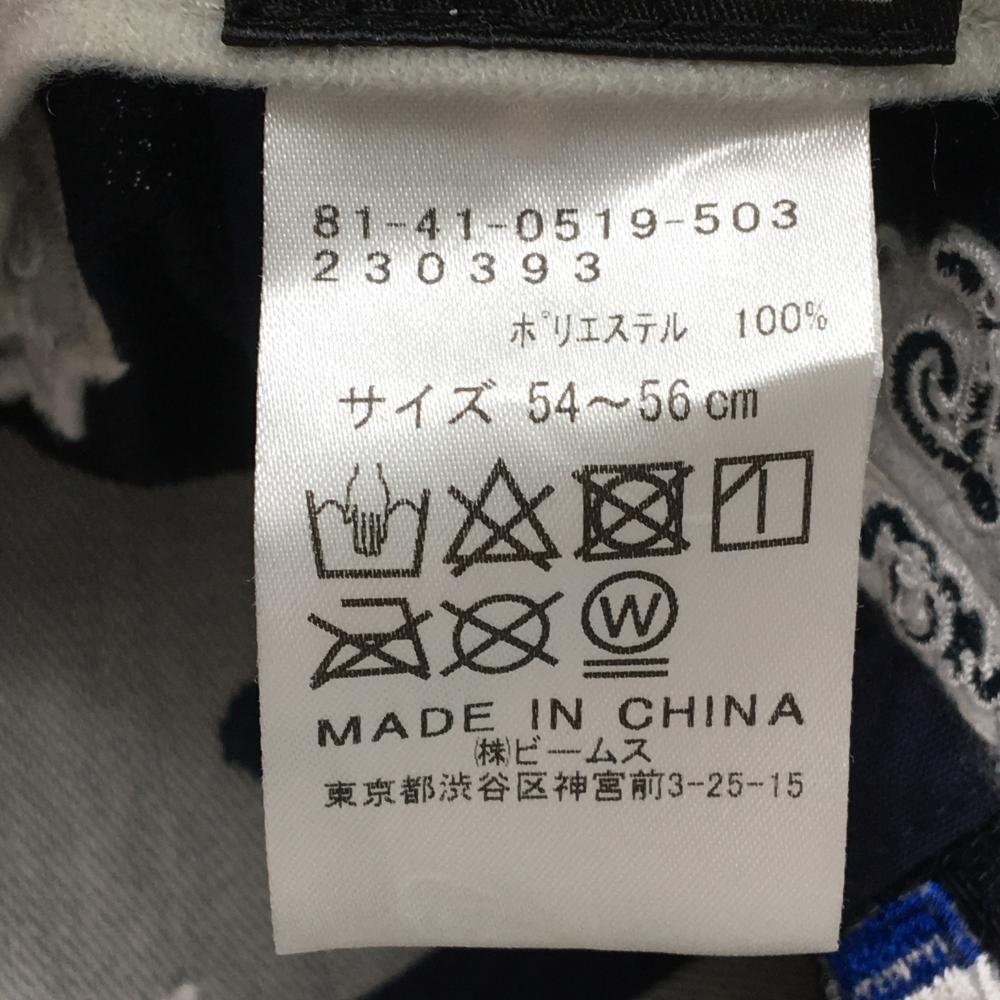 81-41-0519-503
230393
ポリエステル 100%
サイズ 54～56cm
W
MADE IN CHINA
㈱ビームス
東京都渋谷区神宮前3-25-15